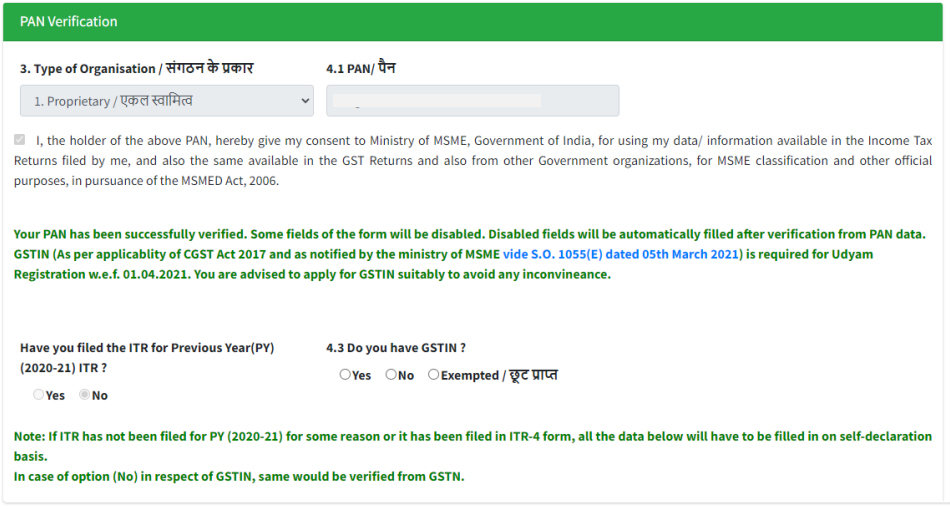 PAN Verification
3. Type of Organisation / संगठन के प्रकार
4.1 PAN/ पैन
1. Proprietary / एकल स्वामित्व
I, the holder of the above PAN, hereby give my consent to Ministry of MSME, Government of India, for using my data/ information available in the Income Tax
Returns filed by me, and also the same available in the GST Returns and also from other Government organizations, for MSME classification and other official
purposes, in pursuance of the MSMED Act, 2006.
Your PAN has been successfully verified. Some fields of the form will be disabled. Disabled fields will be automatically filled after verification from PAN data.
GSTIN (As per applicablity of CGST Act 2017 and as notified by the ministry of MSME vide S.O. 1055(E) dated 05th March 2021) is required for Udyam
Registration w.e.f. 01.04.2021. You are advised to apply for GSTIN suitably to avoid any inconvineance.
Have you filed the ITR for Previous Year(PY)
(2020-21) ITR ?
Yes No
4.3 Do you have GSTIN ?
Yes No Exempted / छूट प्राप्त
Note: If ITR has not been filed for PY (2020-21) for some reason or it has been filed in ITR-4 form, all the data below will have to be filled in on self-declaration
basis.
In case of option (No) in respect of GSTIN, same would be verified from GSTN.